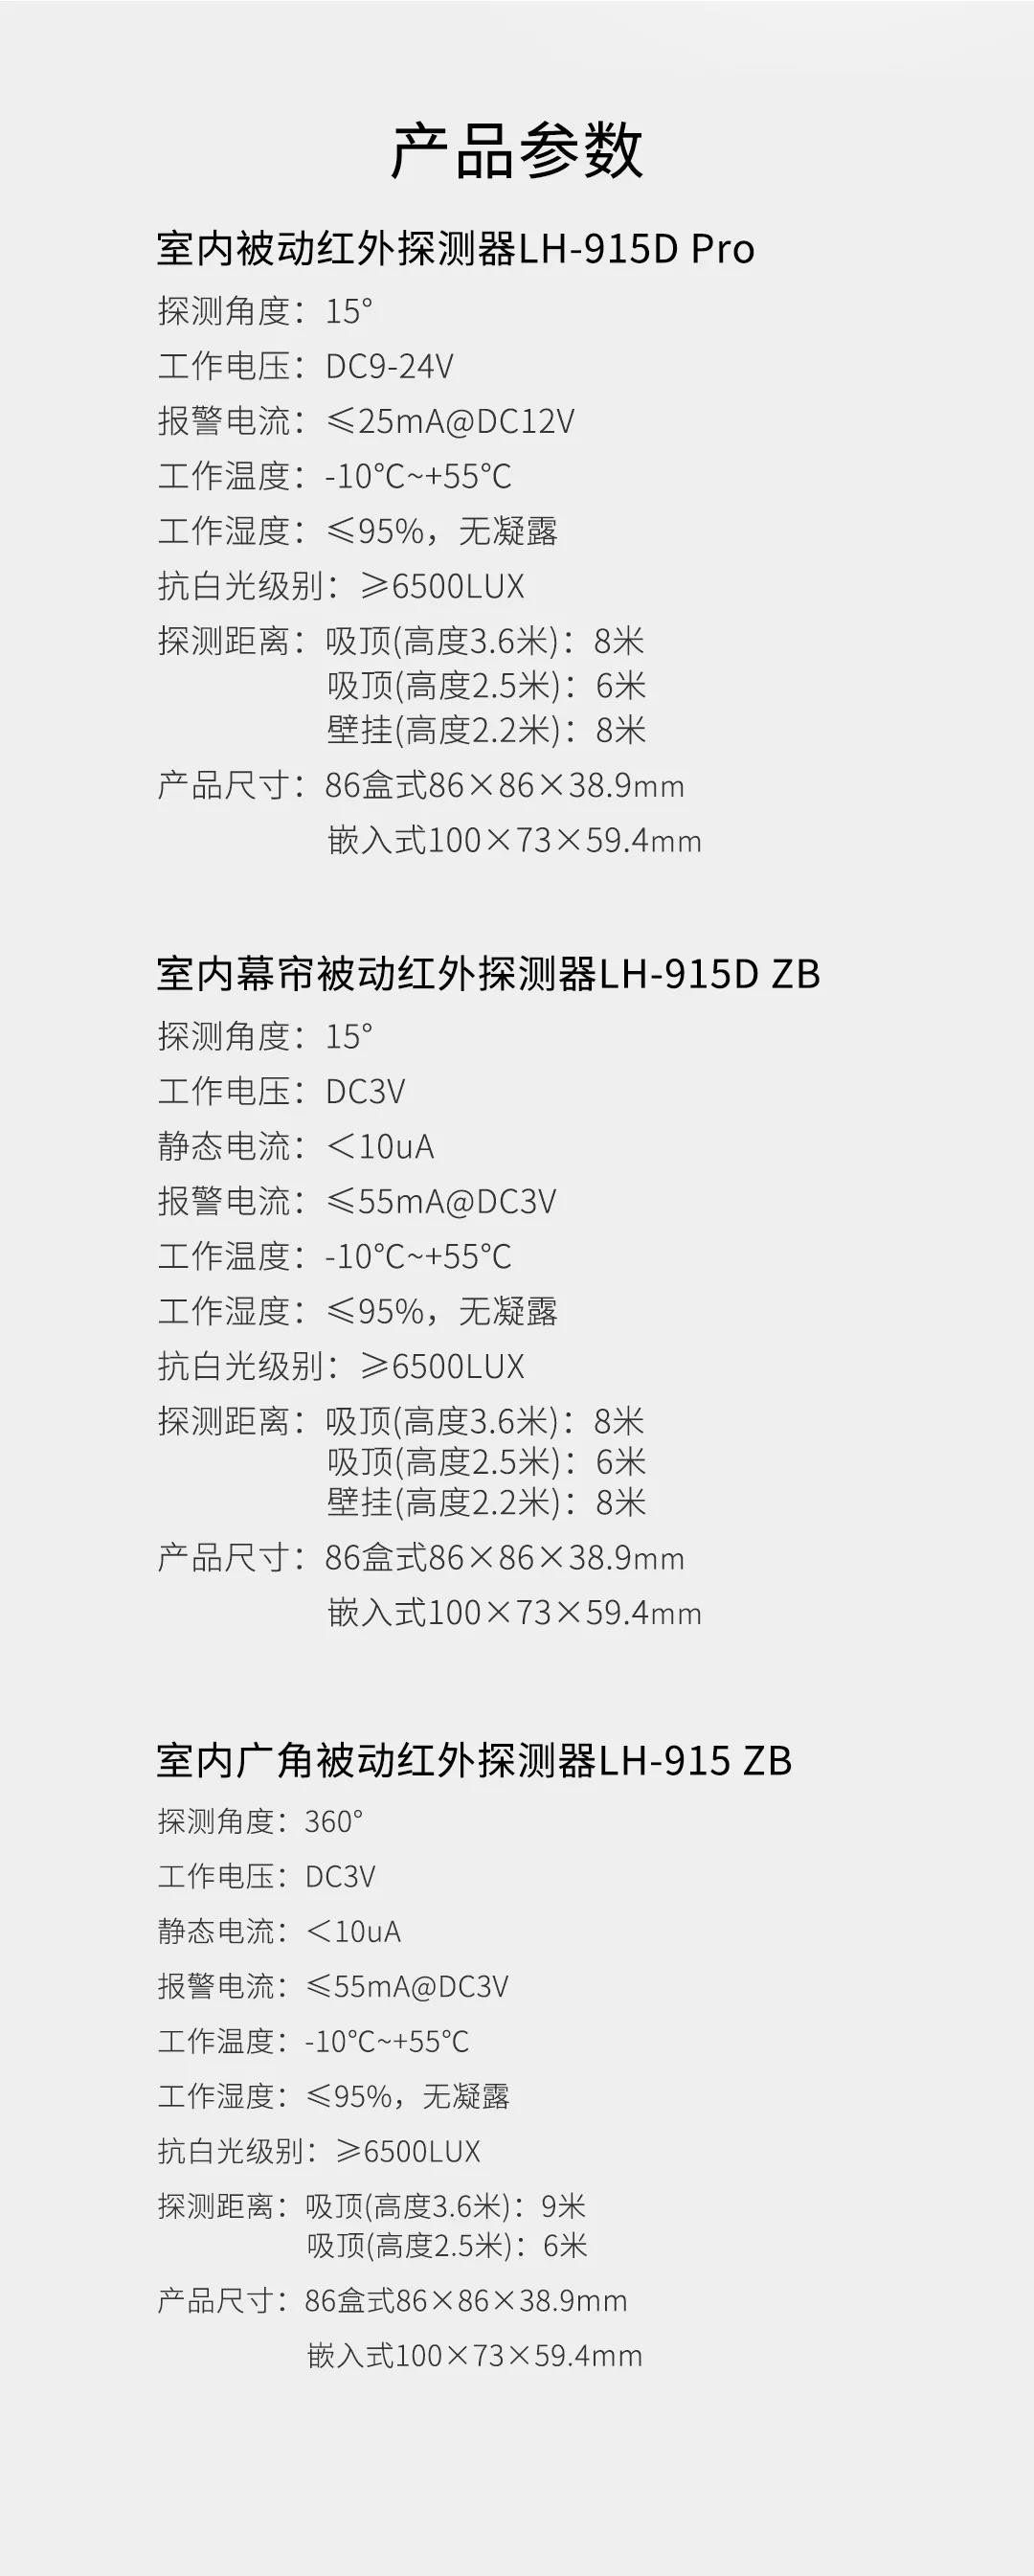 产品参数
室内被动红外探测器LH-915D Pro
探测角度：15°
工作电压：DC9-24V
报警电流：≤25mA@DC12V
工作温度：-10℃~+55℃
工作湿度：≤95%，无凝露
抗白光级别：≥6500LUX
探测距离：吸顶(高度3.6米)：8米
吸顶(高度2.5米)：6米
壁挂(高度2.2米)：8米
产品尺寸：86盒式86×86×38.9mm
嵌入式100×73×59.4mm
室内幕帘被动红外探测器LH-915D ZB
探测角度：15°
工作电压：DC3V
静态电流：＜10uA
报警电流：≤55mA@DC3V
工作温度：-10℃~+55℃
工作湿度：≤95%，无凝露
抗白光级别：≥6500LUX
探测距离：吸顶(高度3.6米)：8米
吸顶(高度2.5米)：6米
壁挂(高度2.2米)：8米
产品尺寸：86盒式86×86×38.9mm
嵌入式100×73×59.4mm
室内广角被动红外探测器LH-915 ZB
探测角度：360°
工作电压：DC3V
静态电流：＜10uA
报警电流：≤55mA@DC3V
工作温度：-10℃~+55℃
工作湿度：≤95%，无凝露
抗白光级别：≥6500LUX
探测距离：吸顶(高度3.6米)：9米
吸顶(高度2.5米)：6米
产品尺寸：86盒式86×86×38.9mm
嵌入式100×73×59.4mm